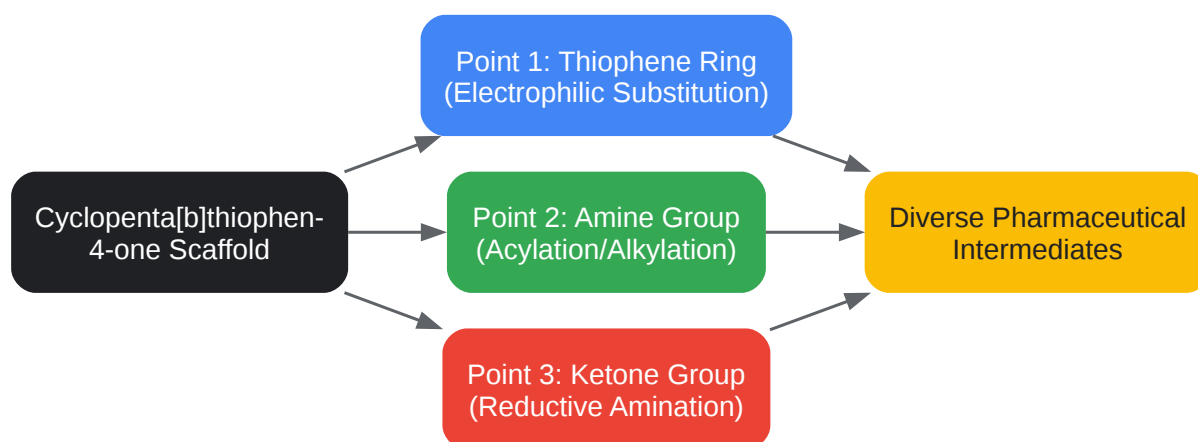 Point 1: Thiophene Ring
(Electrophilic Substitution)
Cyclopenta[b]thiophen-
4-one Scaffold
Point 2: Amine Group
(Acylation/Alkylation)
Diverse Pharmaceutical
Intermediates
Point 3: Ketone Group
(Reductive Amination)